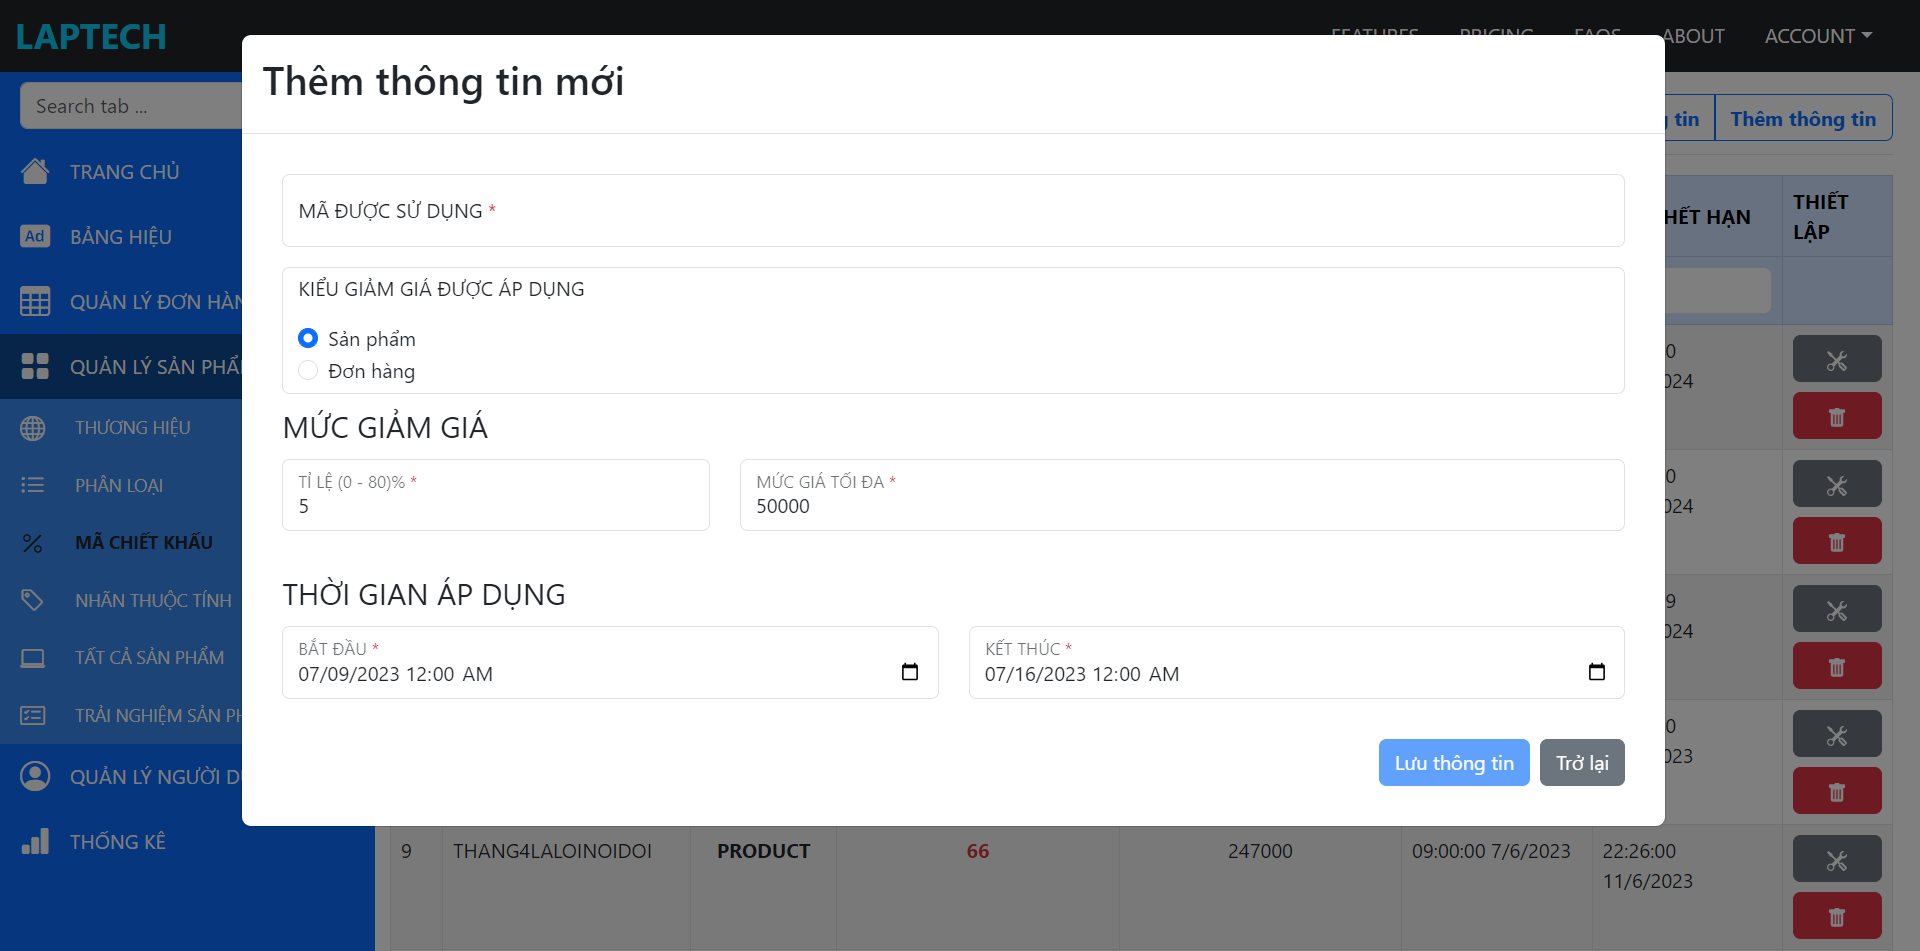 LAPTECH
FEATURES PRICING FAQS ABOUT ACCOUNT
Thêm thông tin mới
Search tab ...
tin Thêm thông tin
TRANG CHỦ
BẢNG HIỆU
QUẢN LÝ ĐƠN HÀN
QUẢN LÝ SẢN PHẨ
THƯƠNG HIỆU
PHÂN LOẠI
MÃ CHIẾT KHẤU
NHÃN THUỘC TÍNH
TẤT CẢ SẢN PHẨM
TRẢI NGHIỆM SẢN PH
QUẢN LÝ NGƯỜI D
THỐNG KÊ
MÃ ĐƯỢC SỬ DỤNG *
KIỂU GIẢM GIÁ ĐƯỢC ÁP DỤNG
Sản phẩm
Đơn hàng
MỨC GIẢM GIÁ
TỈ LỆ (0 - 80)% *
5
MỨC GIÁ TỐI ĐA *
50000
THỜI GIAN ÁP DỤNG
BẮT ĐẦU *
07/09/2023 12:00 AM
KẾT THÚC *
07/16/2023 12:00 AM
Lưu thông tin Trở lại
HẾT HẠN
THIẾT
LẬP
0
024
0
024
9
024
0
023
9 THANG4LALOINOIDOI PRODUCT 66 247000 09:00:00 7/6/2023 22:26:00
11/6/2023
Ad